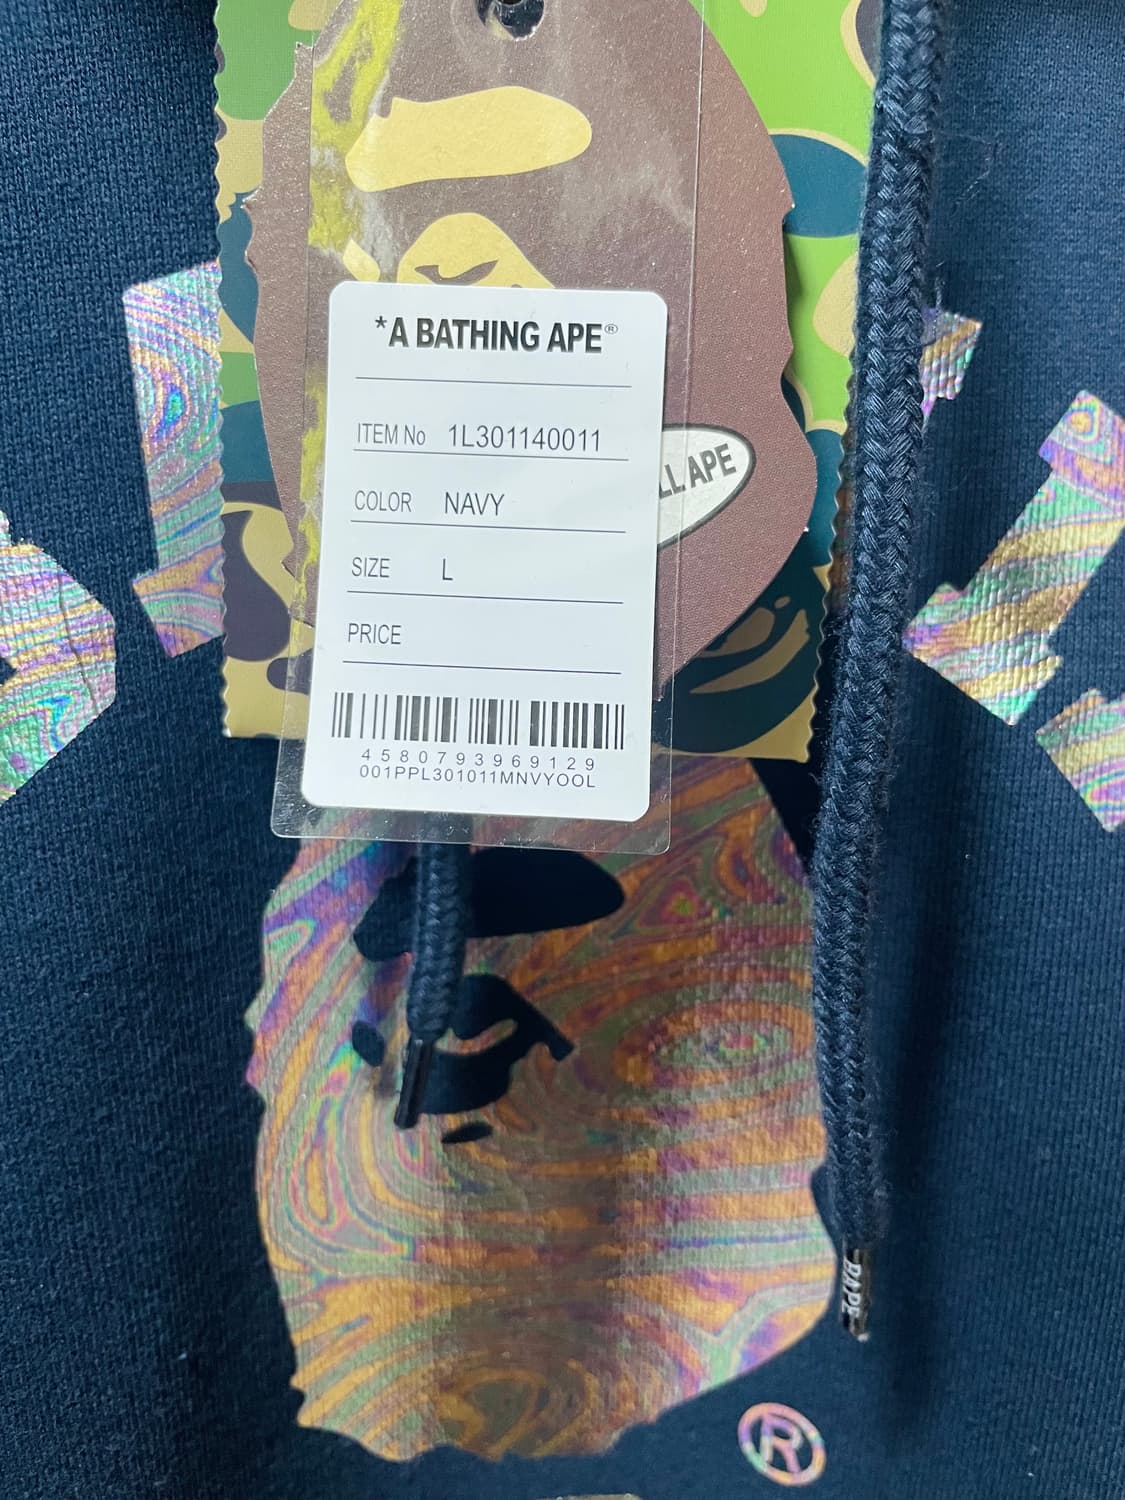 *A BATHING APE®
ITEM No 1L301140011
COLOR NAVY
SIZE L
PRICE
4580793969129
001PPL301011MNVYOOL
LL APE
BAPE
R